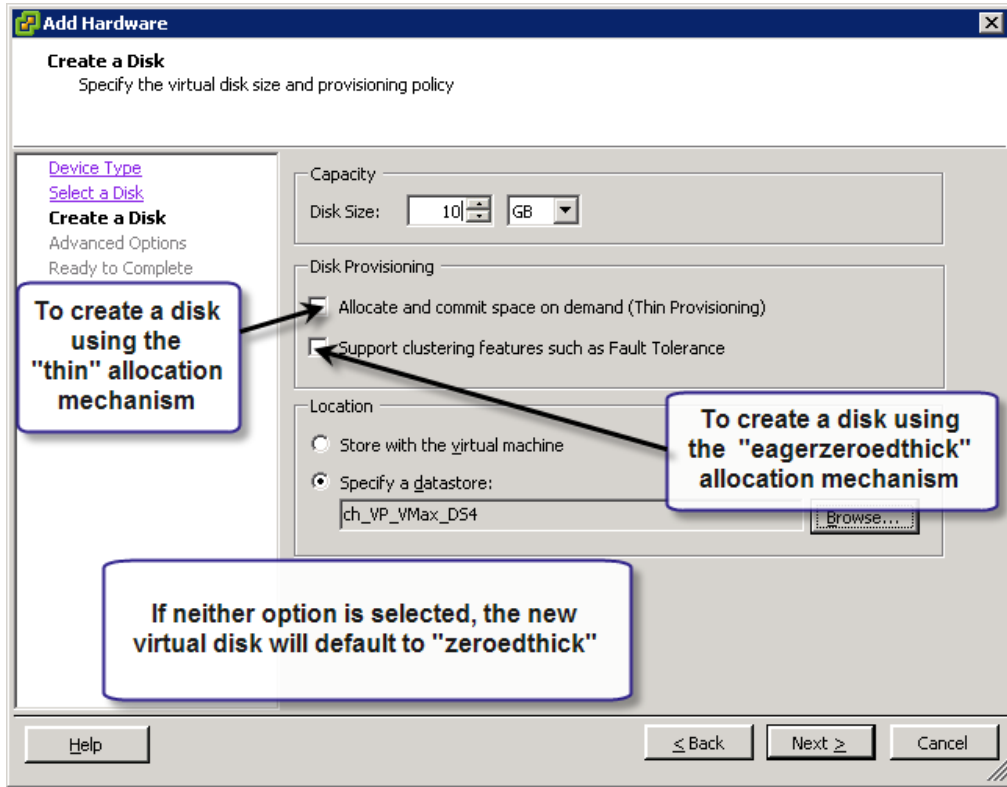 Add Hardware
Create a Disk
Specify the virtual disk size and provisioning policy
Device Type
Select a Disk
Create a Disk
Advanced Options
Ready to Complete
To create a disk
using the
"thin" allocation
mechanism
Capacity
Disk Size: 10 GB
Disk Provisioning
Allocate and commit space on demand (Thin Provisioning)
Support clustering features such as Fault Tolerance
Location
Store with the virtual machine
Specify a datastore:
ch_VP_VMax_DS4
Browse...
To create a disk using
the "eagerzeroedthick"
allocation mechanism
If neither option is selected, the new
virtual disk will default to "zeroedthick"
Help
< Back
Next >
Cancel